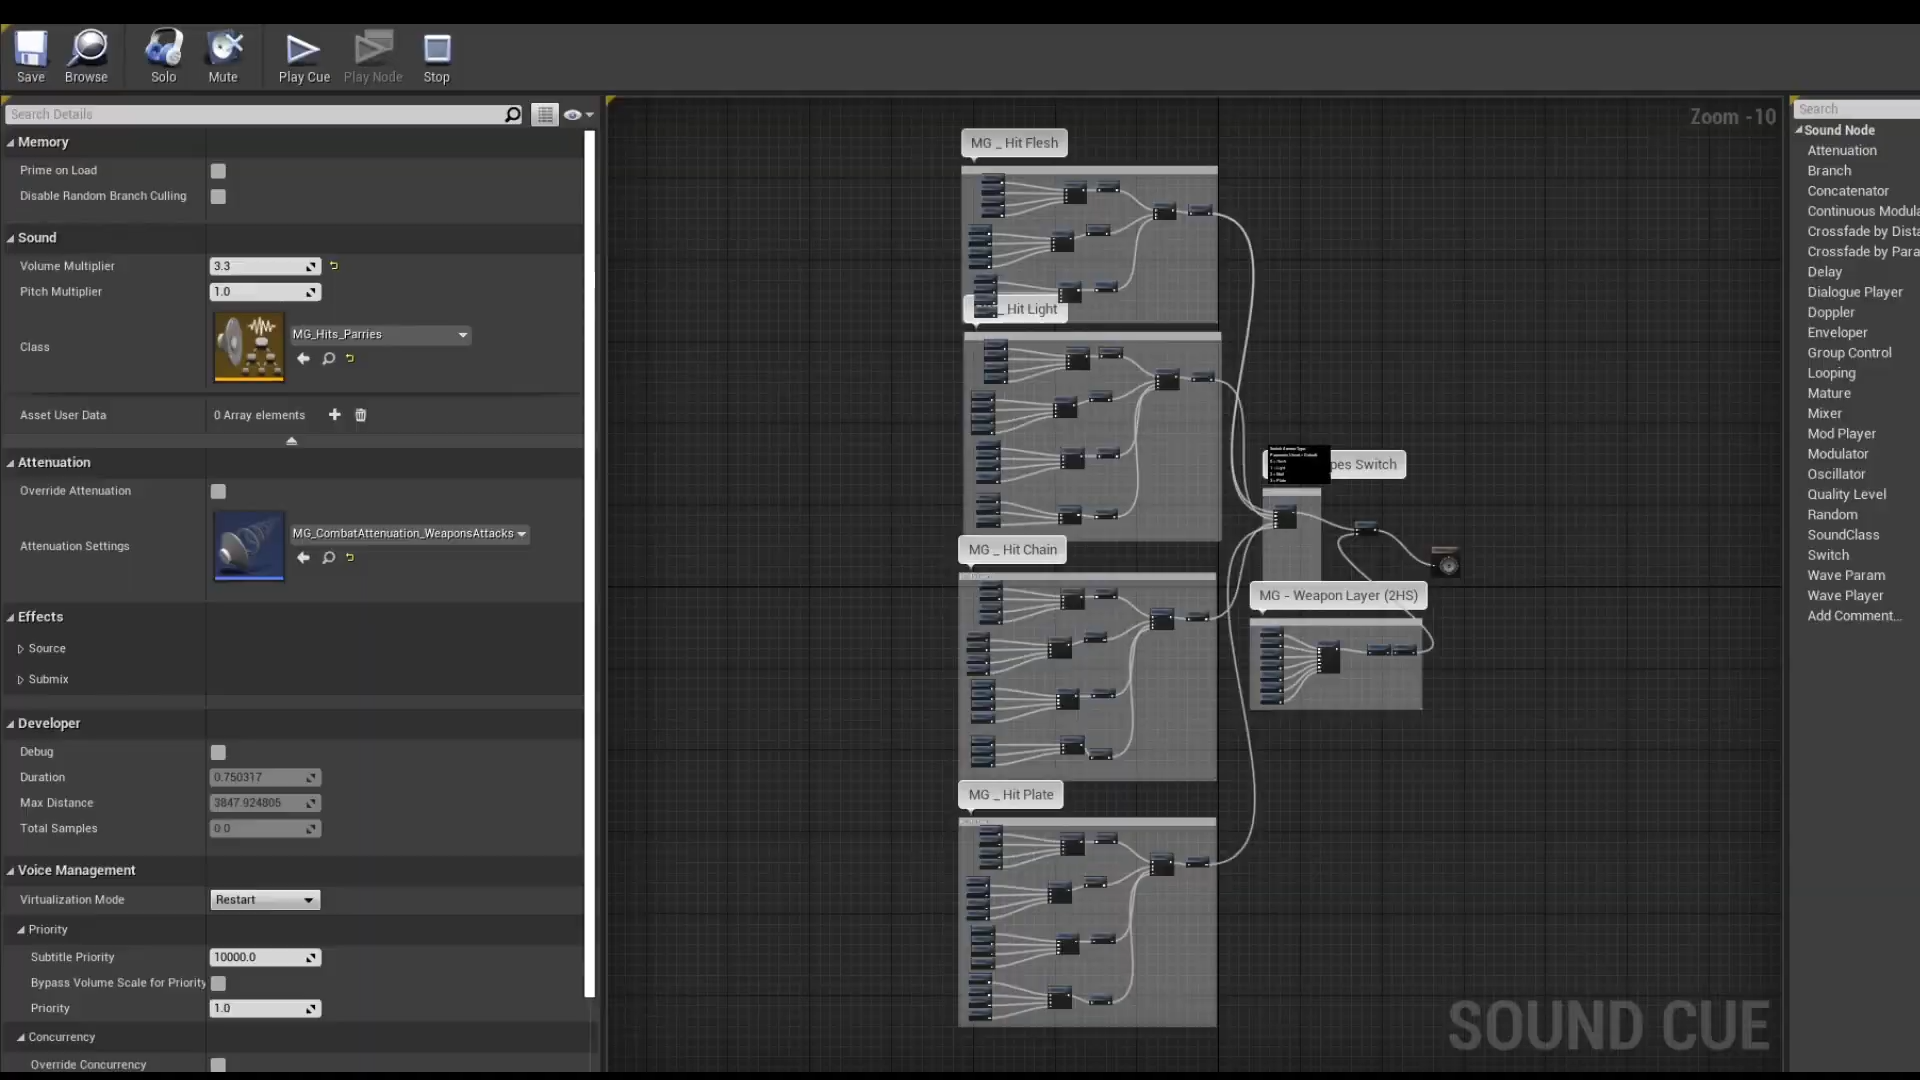 Save
Browse
Solo
Mute
Play Cue
Play Node
Stop
Search Details
Memory
Prime on Load
Disable Random Branch Culling
Sound
Volume Multiplier
3.3
Pitch Multiplier
1.0
Class
MG_Hits_Parries
Asset User Data
0 Array elements
Attenuation
Override Attenuation
Attenuation Settings
MG_CombatAttenuation_WeaponsAttacks
Effects
Source
Submix
Developer
Debug
Duration
0.750317
Max Distance
3847.924805
Total Samples
0.0
Voice Management
Virtualization Mode
Restart
Priority
Subtitle Priority
10000.0
Bypass Volume Scale for Priority
Priority
1.0
Concurrency
Override Concurrency
Zoom -10
MG _ Hit Flesh
_ Hit Light
MG _ Hit Chain
MG _ Hit Plate
pes Switch
MG - Weapon Layer (2HS)
SOUND CUE
Search
Sound Node
Attenuation
Branch
Concatenator
Continuous Modula
Crossfade by Dista
Crossfade by Para
Delay
Dialogue Player
Doppler
Enveloper
Group Control
Looping
Mature
Mixer
Mod Player
Modulator
Oscillator
Quality Level
Random
SoundClass
Switch
Wave Param
Wave Player
Add Comment...